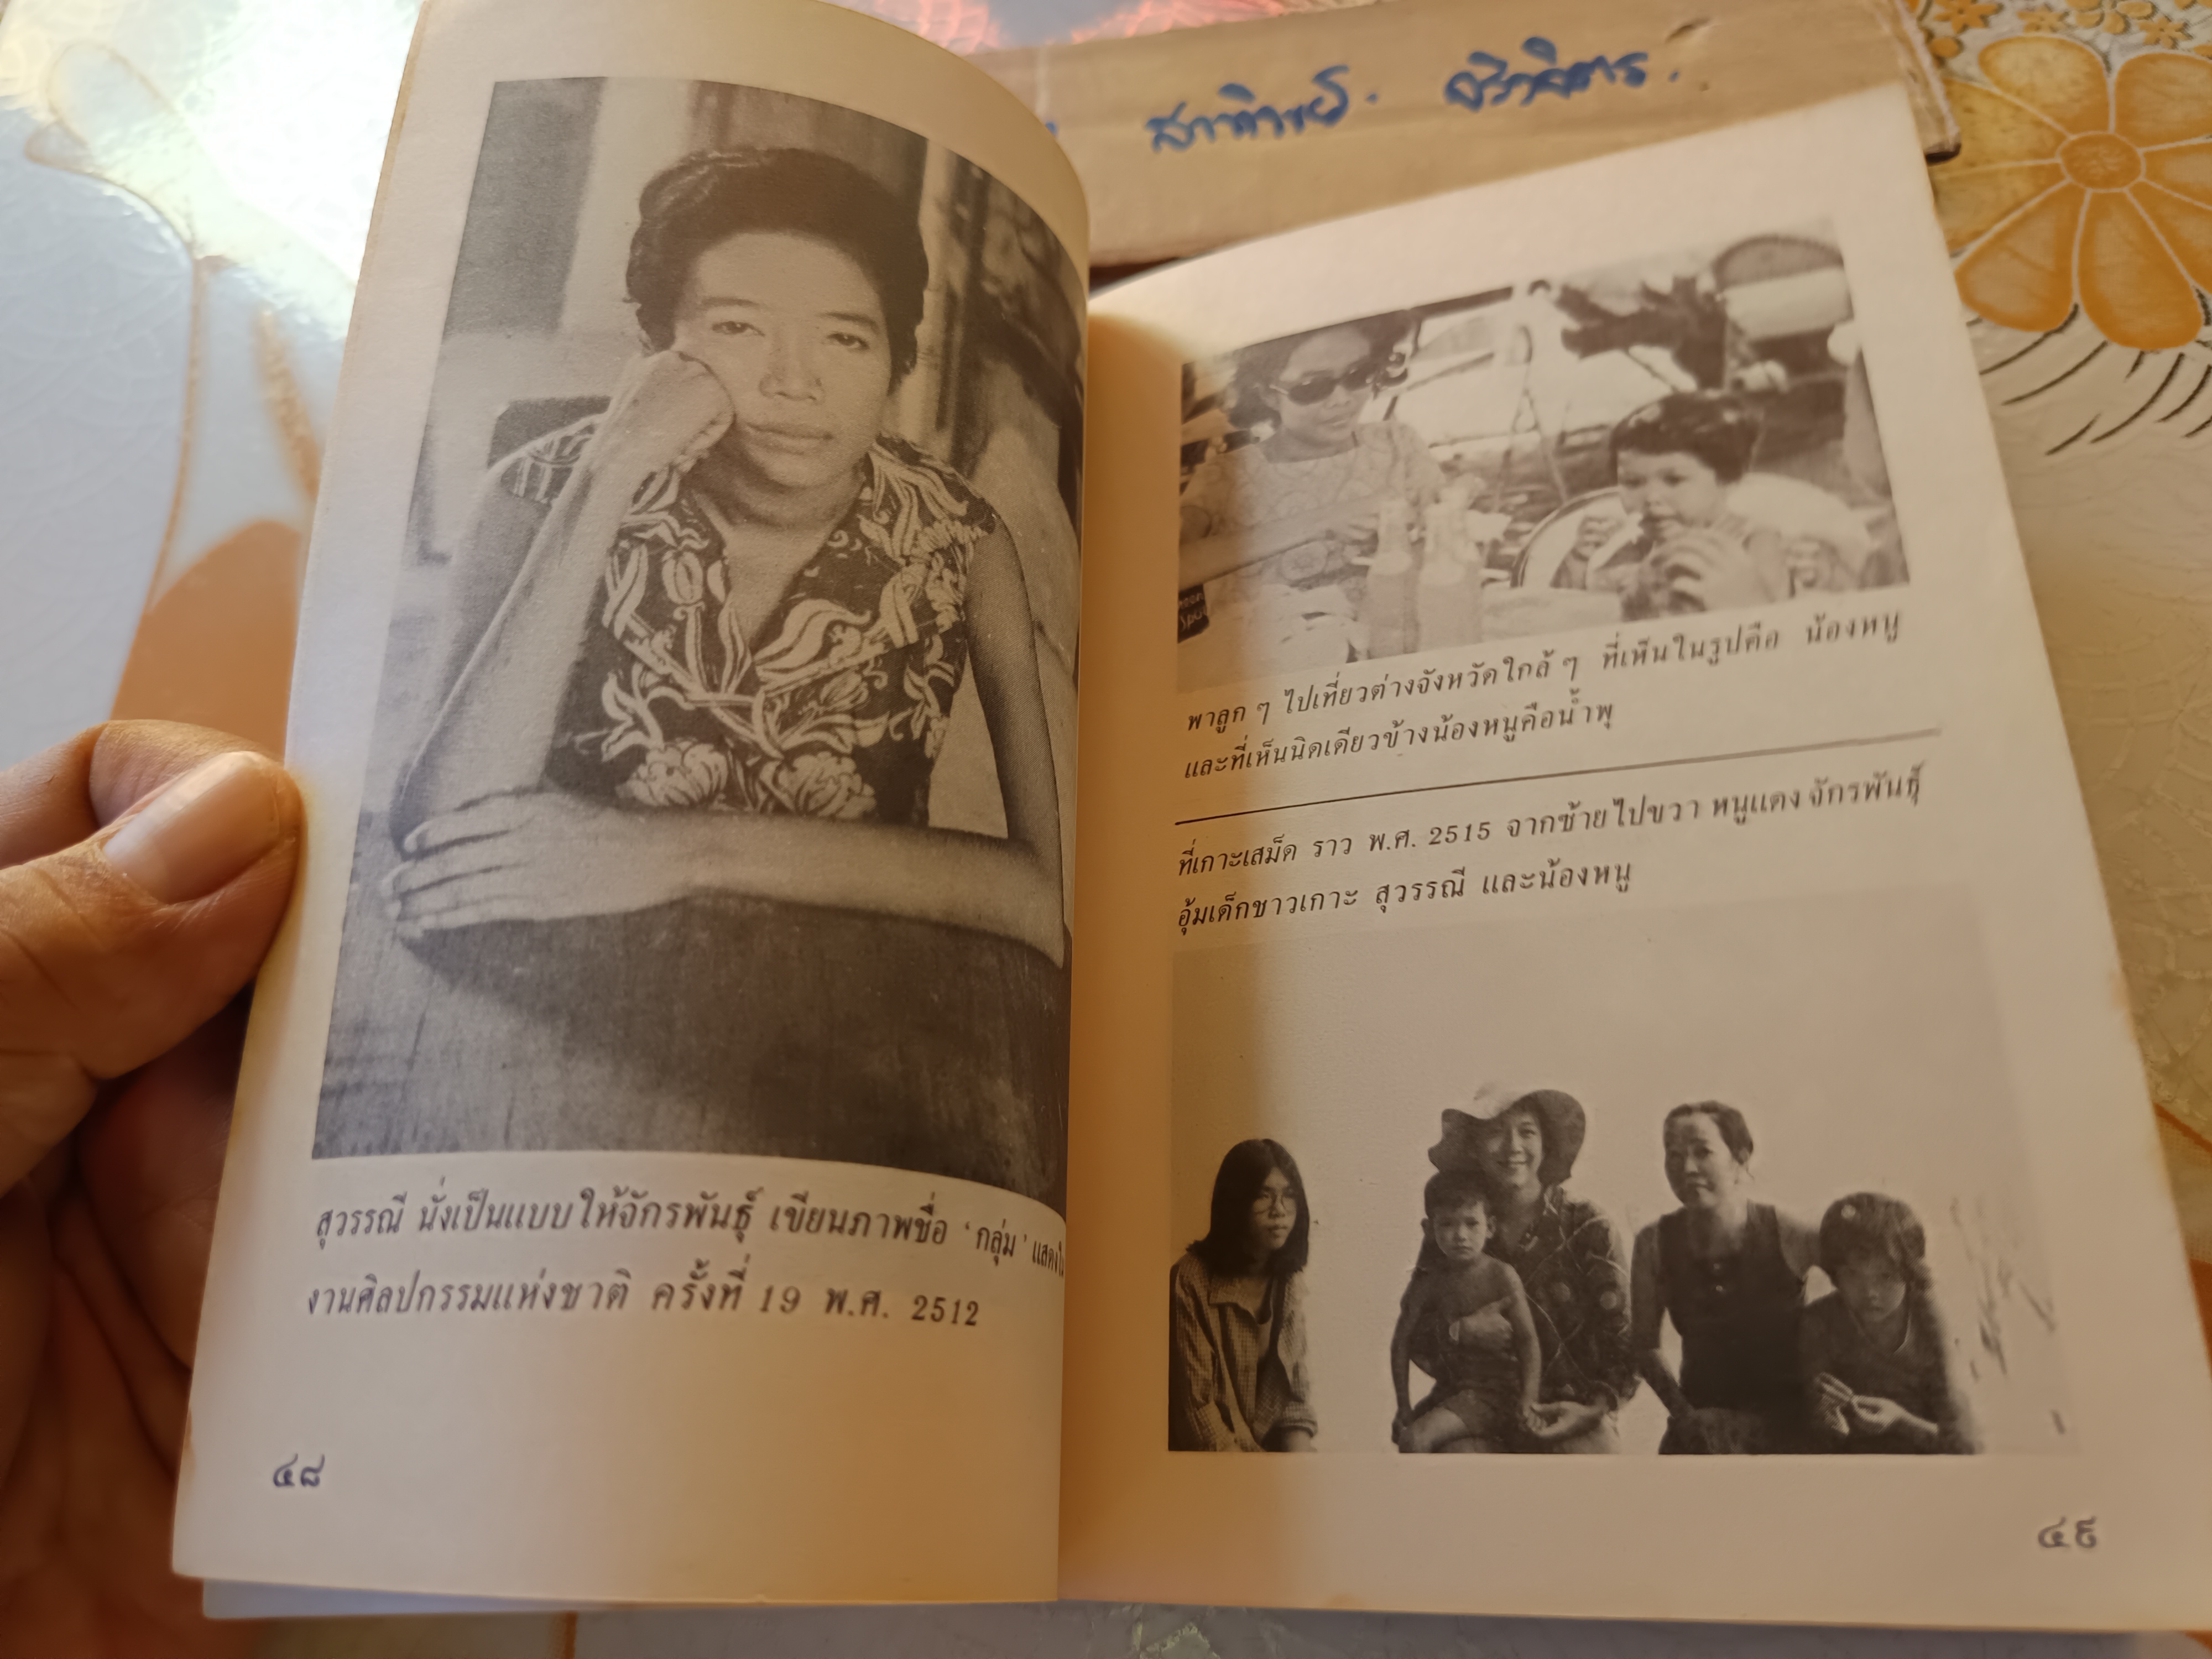 สุวรรณี นั่งเป็นแบบให้จักรพันธุ์ เขียนภาพชื่อ ‘กลุ่ม’ แสดงใน
งานศิลปกรรมแห่งชาติ ครั้งที่ 19 พ.ศ. 2512
๔๘
พาลูก ๆ ไปเที่ยวต่างจังหวัดใกล้ ๆ ที่เห็นในรูปคือ น้องหนู
และที่เห็นนิดเดียวข้างน้องหนูคือน้ำพุ
ที่เกาะเสม็ด ราว พ.ศ. 2515 จากซ้ายไปขวา หนูแดง จักรพันธุ์
อุ้มเด็กชาวเกาะ สุวรรณี และน้องหนู
๔๙